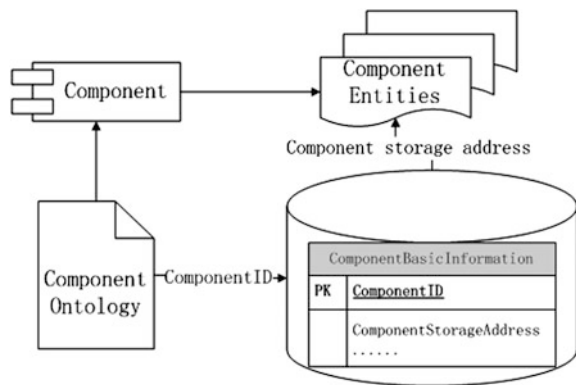 Component
Component
Entities
Component storage address
Component
Ontology
ComponentID
ComponentBasicInformation
PK
ComponentID
ComponentStorageAddress
......